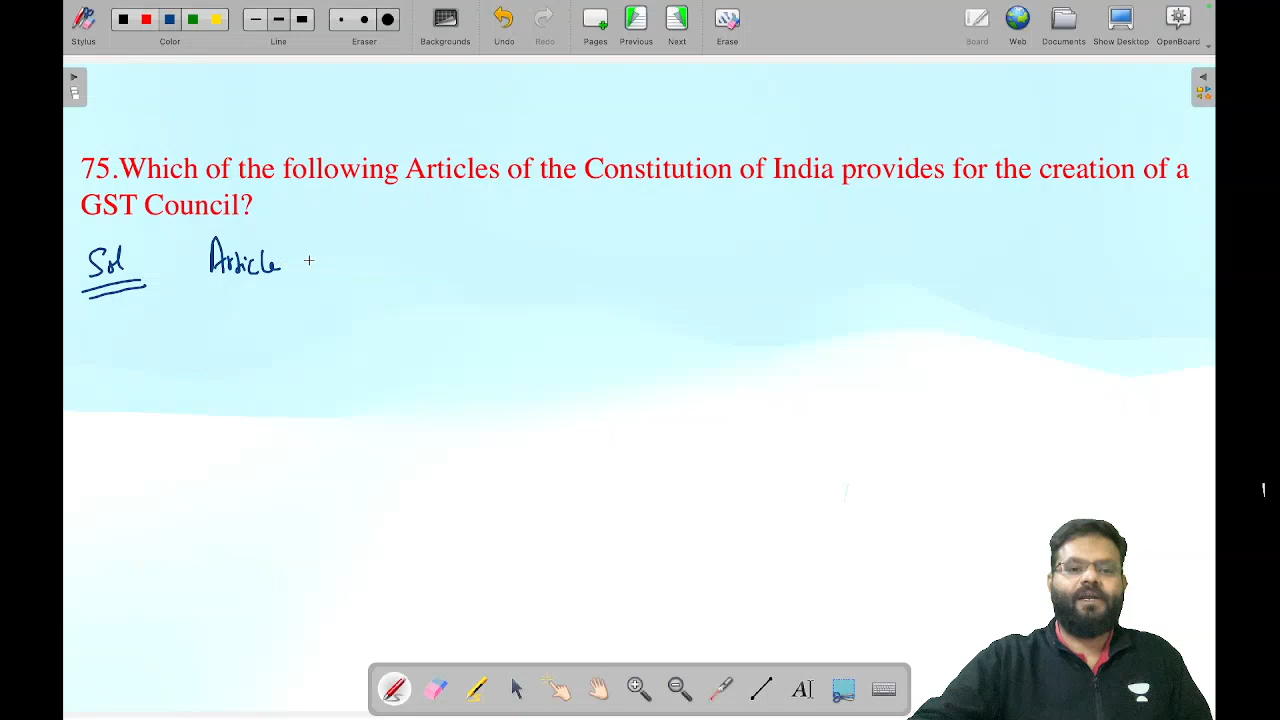 Stylus Color Line Eraser Backgrounds Undo Redo Pages Previous Next Erase Board Web Documents Show Desktop OpenBoard
75.Which of the following Articles of the Constitution of India provides for the creation of a
GST Council?
Sol Article
AI